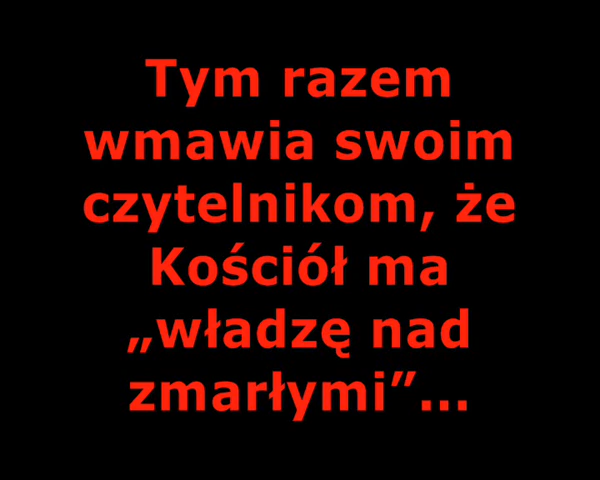 Tym razem
wmawia swoim
czytelnikom, że
Kościół ma
„władzę nad
zmarłymi”...